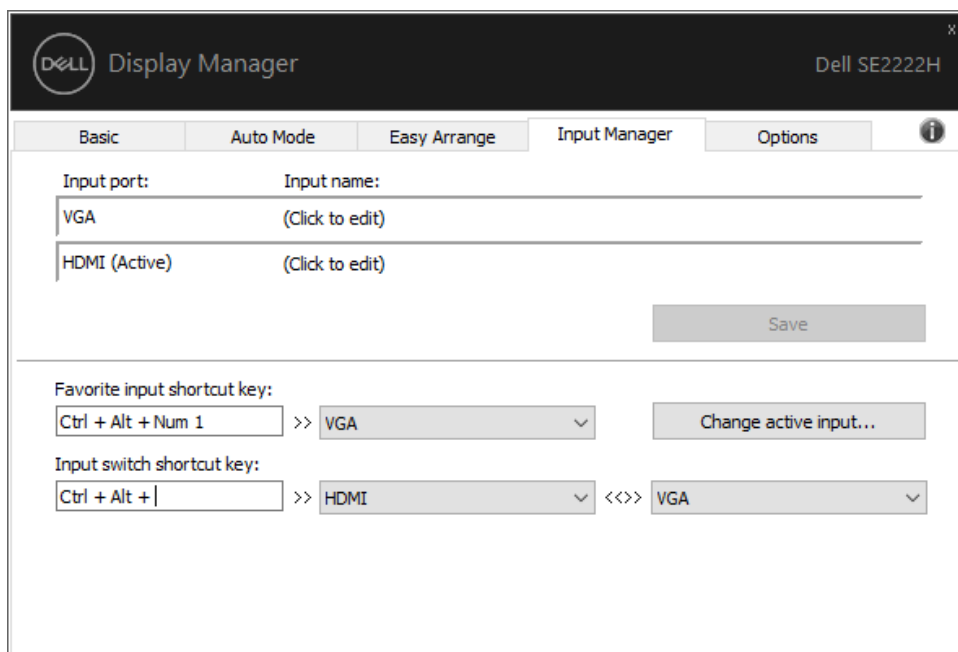 x
DELL Display Manager Dell SE2222H
Basic Auto Mode Easy Arrange Input Manager Options i
Input port: Input name:
VGA (Click to edit)
HDMI (Active) (Click to edit)
Save
Favorite input shortcut key:
Ctrl + Alt + Num 1 >> VGA Change active input...
Input switch shortcut key:
Ctrl + Alt + >> HDMI <<>> VGA